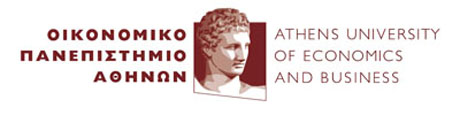 ΟΙΚΟΝΟΜΙΚΟ
ΠΑΝΕΠΙΣΤΗΜΙΟ
ΑΘΗΝΩΝ
ATHENS UNIVERSITY
OF ECONOMICS
AND BUSINESS